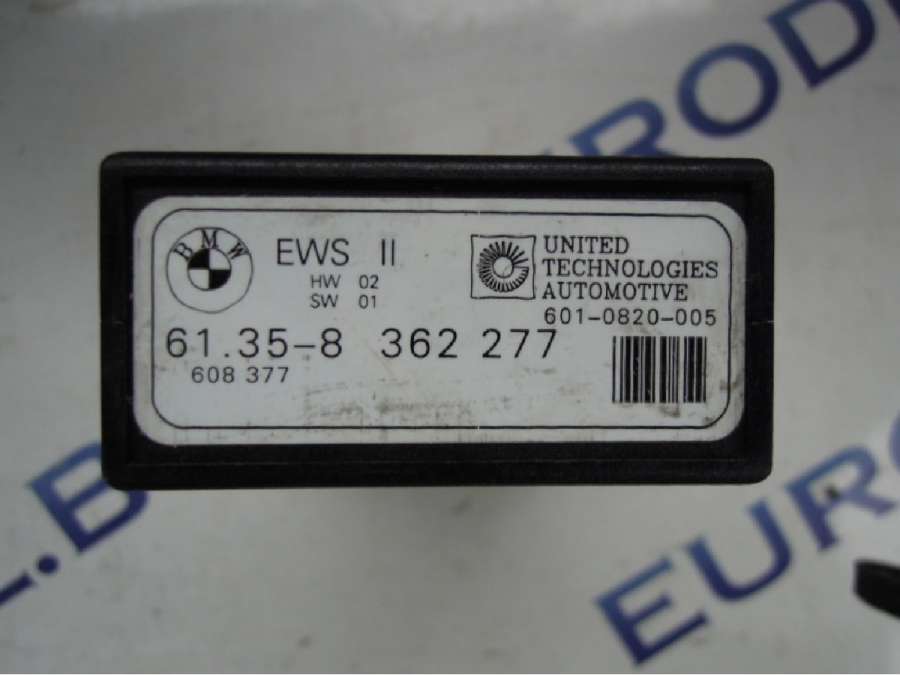 EURODE
BMW
EWS II
HW 02
SW 01
UNITED
TECHNOLOGIES
AUTOMOTIVE
601-0820-005
61.35-8 362 277
608 377
L.B
EURO